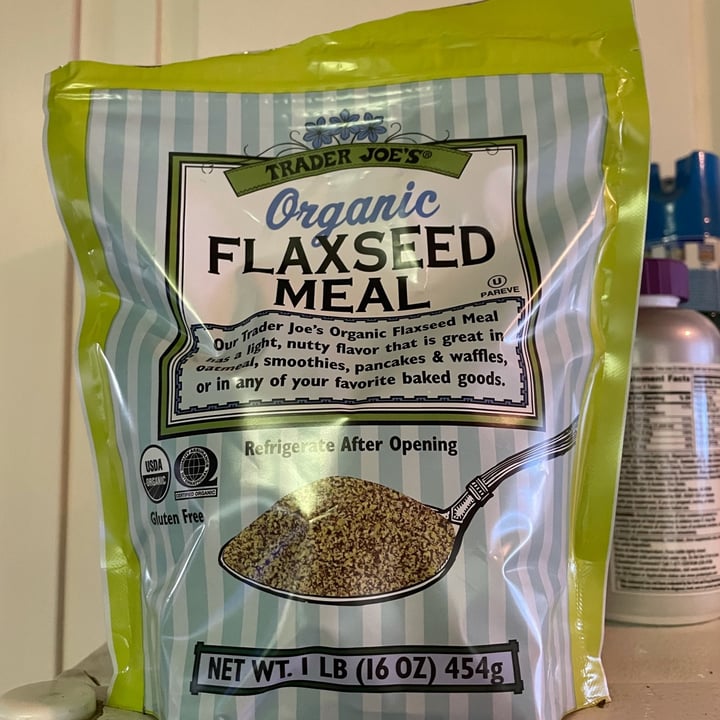 TRADER JOE'S®
Organic
FLAXSEED
MEAL
U
PAREVE
Our Trader Joe's Organic Flaxseed Meal
has a light, nutty flavor that is great in
oatmeal, smoothies, pancakes & waffles,
or in any of your favorite baked goods.
Refrigerate After Opening
USDA
ORGANIC
CERTIFIED ORGANIC
Gluten Free
NET WT. 1 LB (16 OZ) 454g
Facts